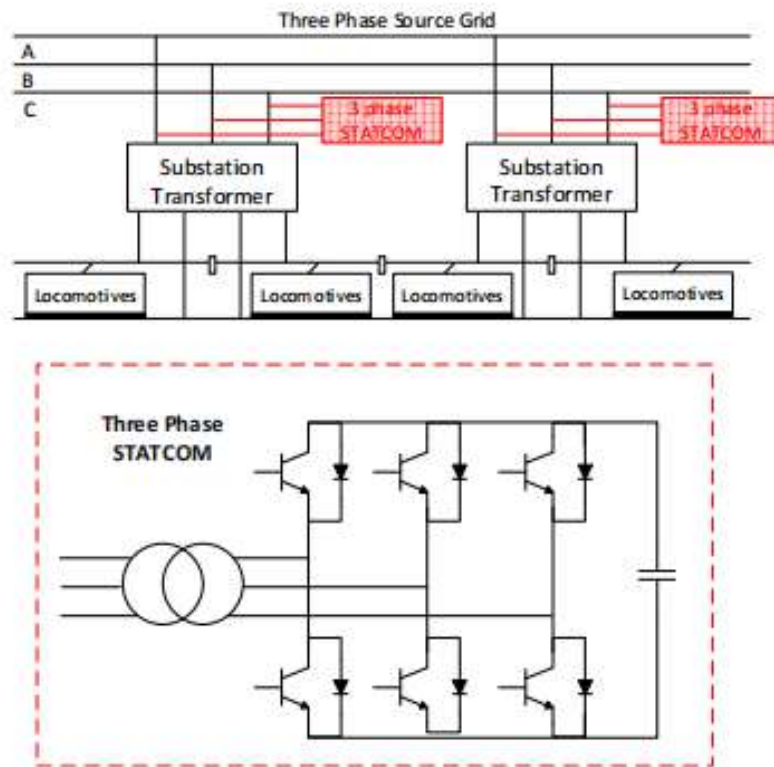 Three Phase Source Grid
A
B
C
3 phase
STATCOM
3 phase
STATCOM
Substation
Transformer
Substation
Transformer
Locomotives
Locomotives
Locomotives
Locomotives
Three Phase
STATCOM